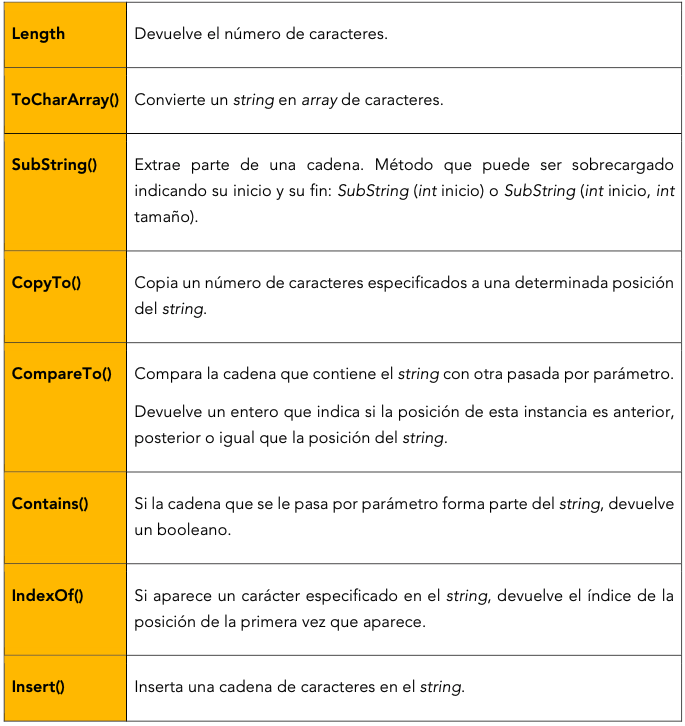 Length
Devuelve el número de caracteres.
ToCharArray()
Convierte un string en array de caracteres.
SubString()
Extrae parte de una cadena. Método que puede ser sobrecargado
indicando su inicio y su fin: SubString (int inicio) o SubString (int inicio, int
tamaño).
CopyTo()
Copia un número de caracteres especificados a una determinada posición
del string.
CompareTo()
Compara la cadena que contiene el string con otra pasada por parámetro.
Devuelve un entero que indica si la posición de esta instancia es anterior,
posterior o igual que la posición del string.
Contains()
Si la cadena que se le pasa por parámetro forma parte del string, devuelve
un booleano.
IndexOf()
Si aparece un carácter especificado en el string, devuelve el índice de la
posición de la primera vez que aparece.
Insert()
Inserta una cadena de caracteres en el string.